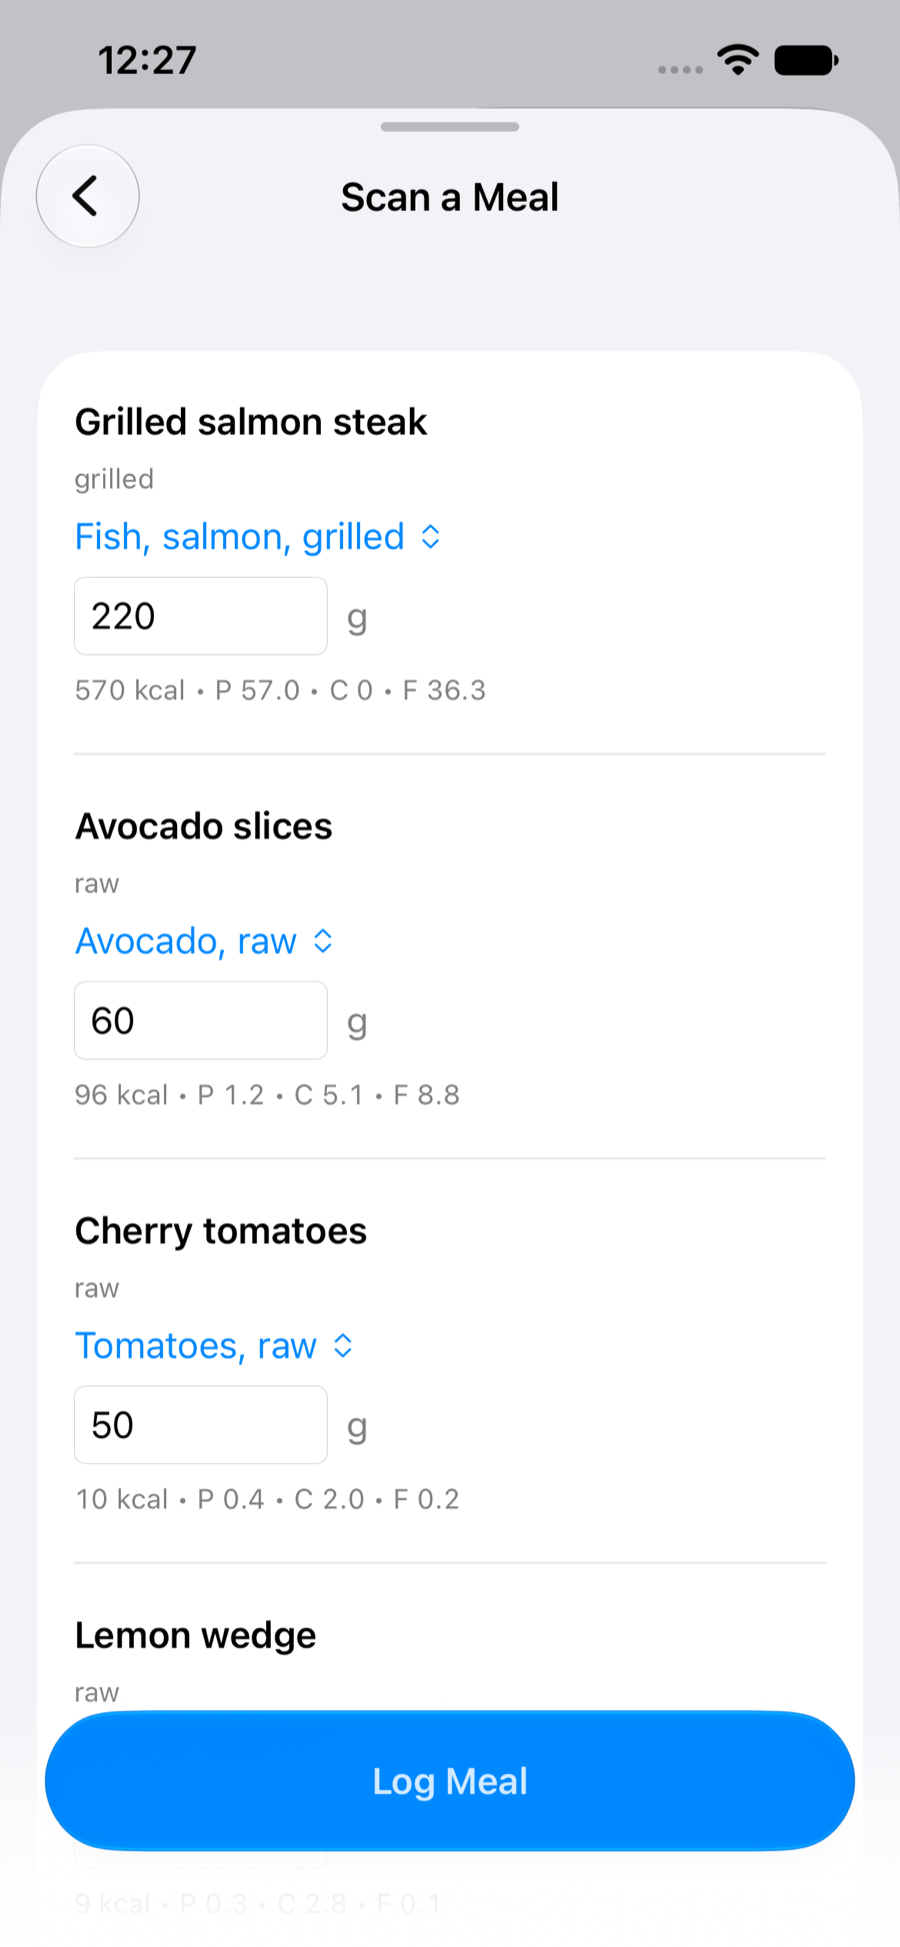 12:27
Scan a Meal
Grilled salmon steak
grilled
Fish, salmon, grilled
220 g
570 kcal • P 57.0 • C 0 • F 36.3
Avocado slices
raw
Avocado, raw
60 g
96 kcal • P 1.2 • C 5.1 • F 8.8
Cherry tomatoes
raw
Tomatoes, raw
50 g
10 kcal • P 0.4 • C 2.0 • F 0.2
Lemon wedge
raw
Log Meal
9 kcal • P 0.3 • C 2.8 • F 0.1